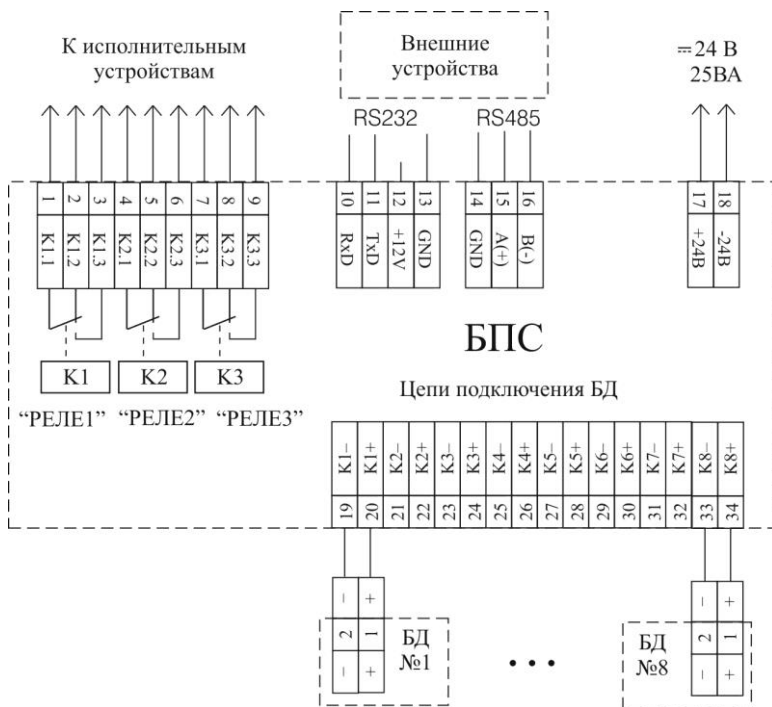 К исполнительным
устройствам
Внешние
устройства
=24 В
25ВА
RS232
RS485
1 2 3 4 5 6 7 8 9
K1.1 K1.2 K1.3 K2.1 K2.2 K2.3 K3.1 K3.2 K3.3
10 11 12 13
RxD TxD +12V GND
14 15 16
GND A(+) B(-)
17 18
+24В -24В
K1 K2 K3
“РЕЛЕ1” “РЕЛЕ2” “РЕЛЕ3”
БПС
Цепи подключения БД
K1– K1+ K2– K2+ K3– K3+ K4– K4+ K5– K5+ K6– K6+ K7– K7+ K8– K8+
19 20 21 22 23 24 25 26 27 28 29 30 31 32 33 34
– +
2 1
– +
БД
№1
• • •
БД
№8
– +
2 1
– +